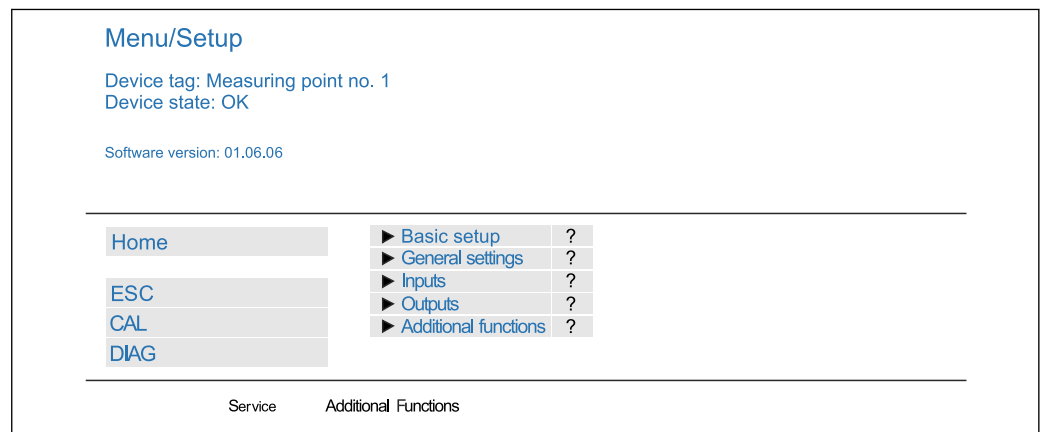 Menu/Setup
Device tag: Measuring point no. 1
Device state: OK
Software version: 01.06.06
Home
ESC
CAL
DIAG
▶ Basic setup ?
▶ General settings ?
▶ Inputs ?
▶ Outputs ?
▶ Additional functions ?
Service Additional Functions